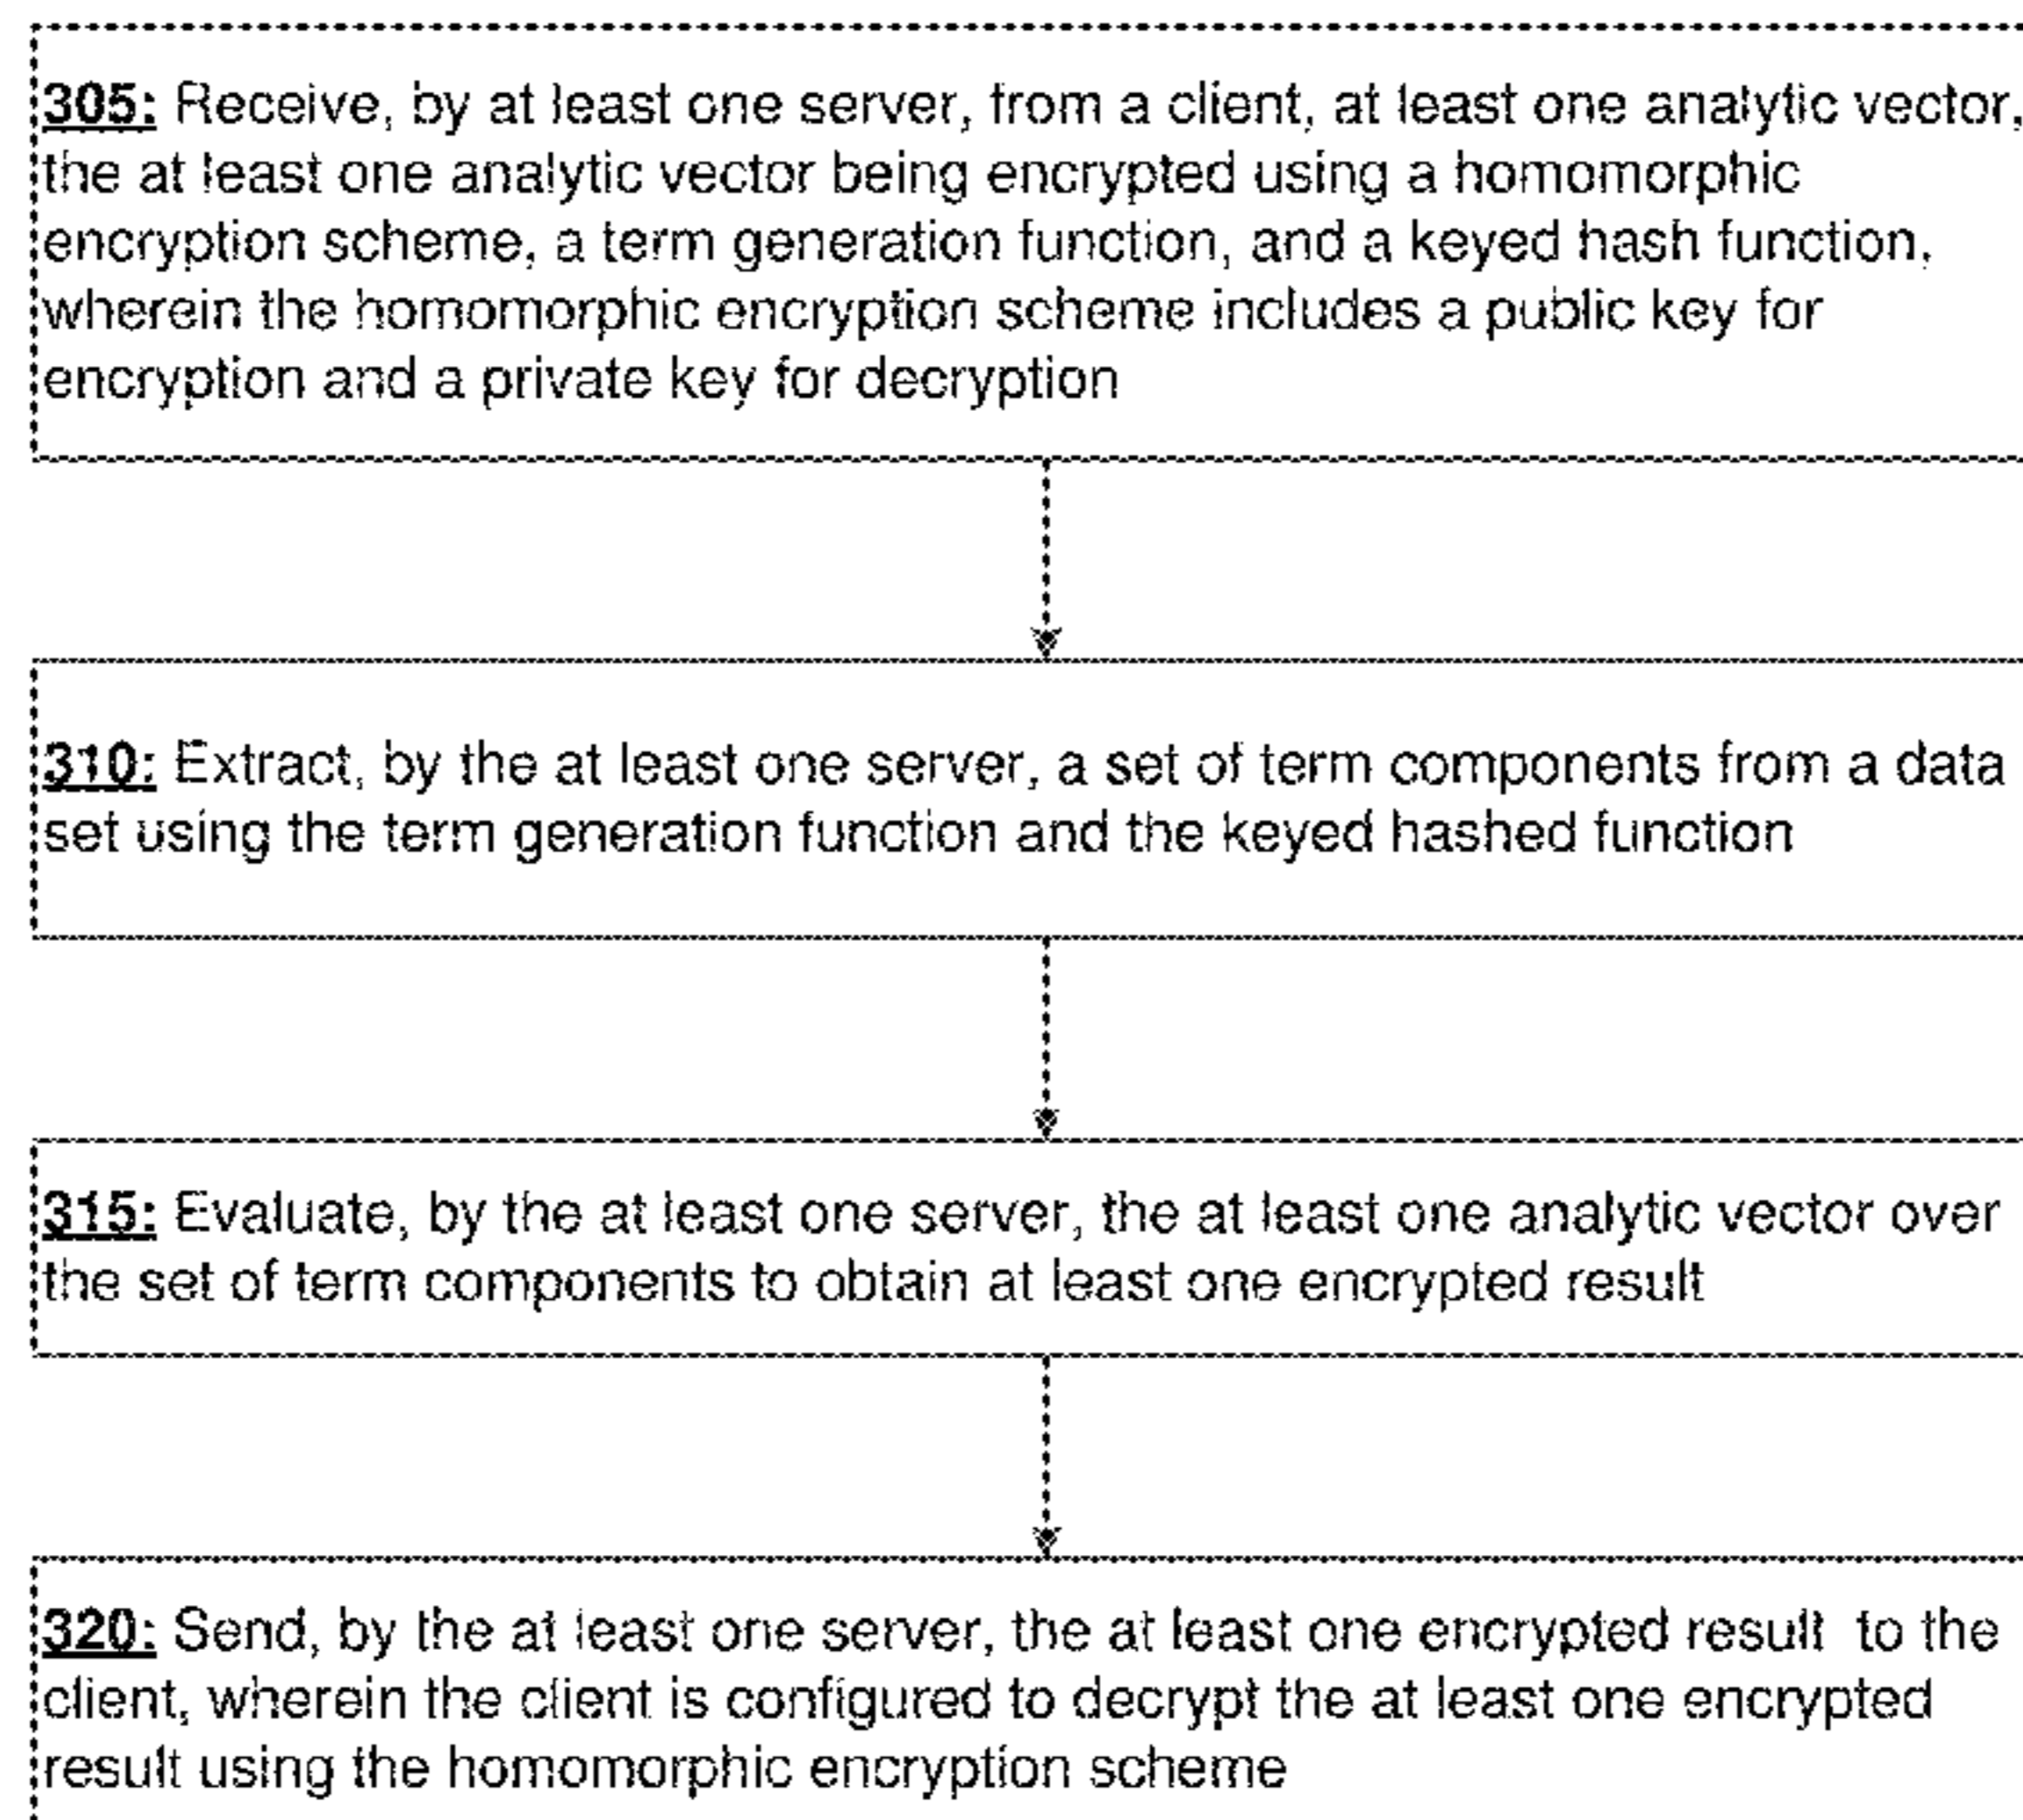 305: Receive, by at least one server, from a client, at least one analytic vector,
the at least one analytic vector being encrypted using a homomorphic
encryption scheme, a term generation function, and a keyed hash function,
wherein the homomorphic encryption scheme includes a public key for
encryption and a private key for decryption
310: Extract, by the at least one server, a set of term components from a data
set using the term generation function and the keyed hashed function
315: Evaluate, by the at least one server, the at least one analytic vector over
the set of term components to obtain at least one encrypted result
320: Send, by the at least one server, the at least one encrypted result to the
client, wherein the client is configured to decrypt the at least one encrypted
result using the homomorphic encryption scheme